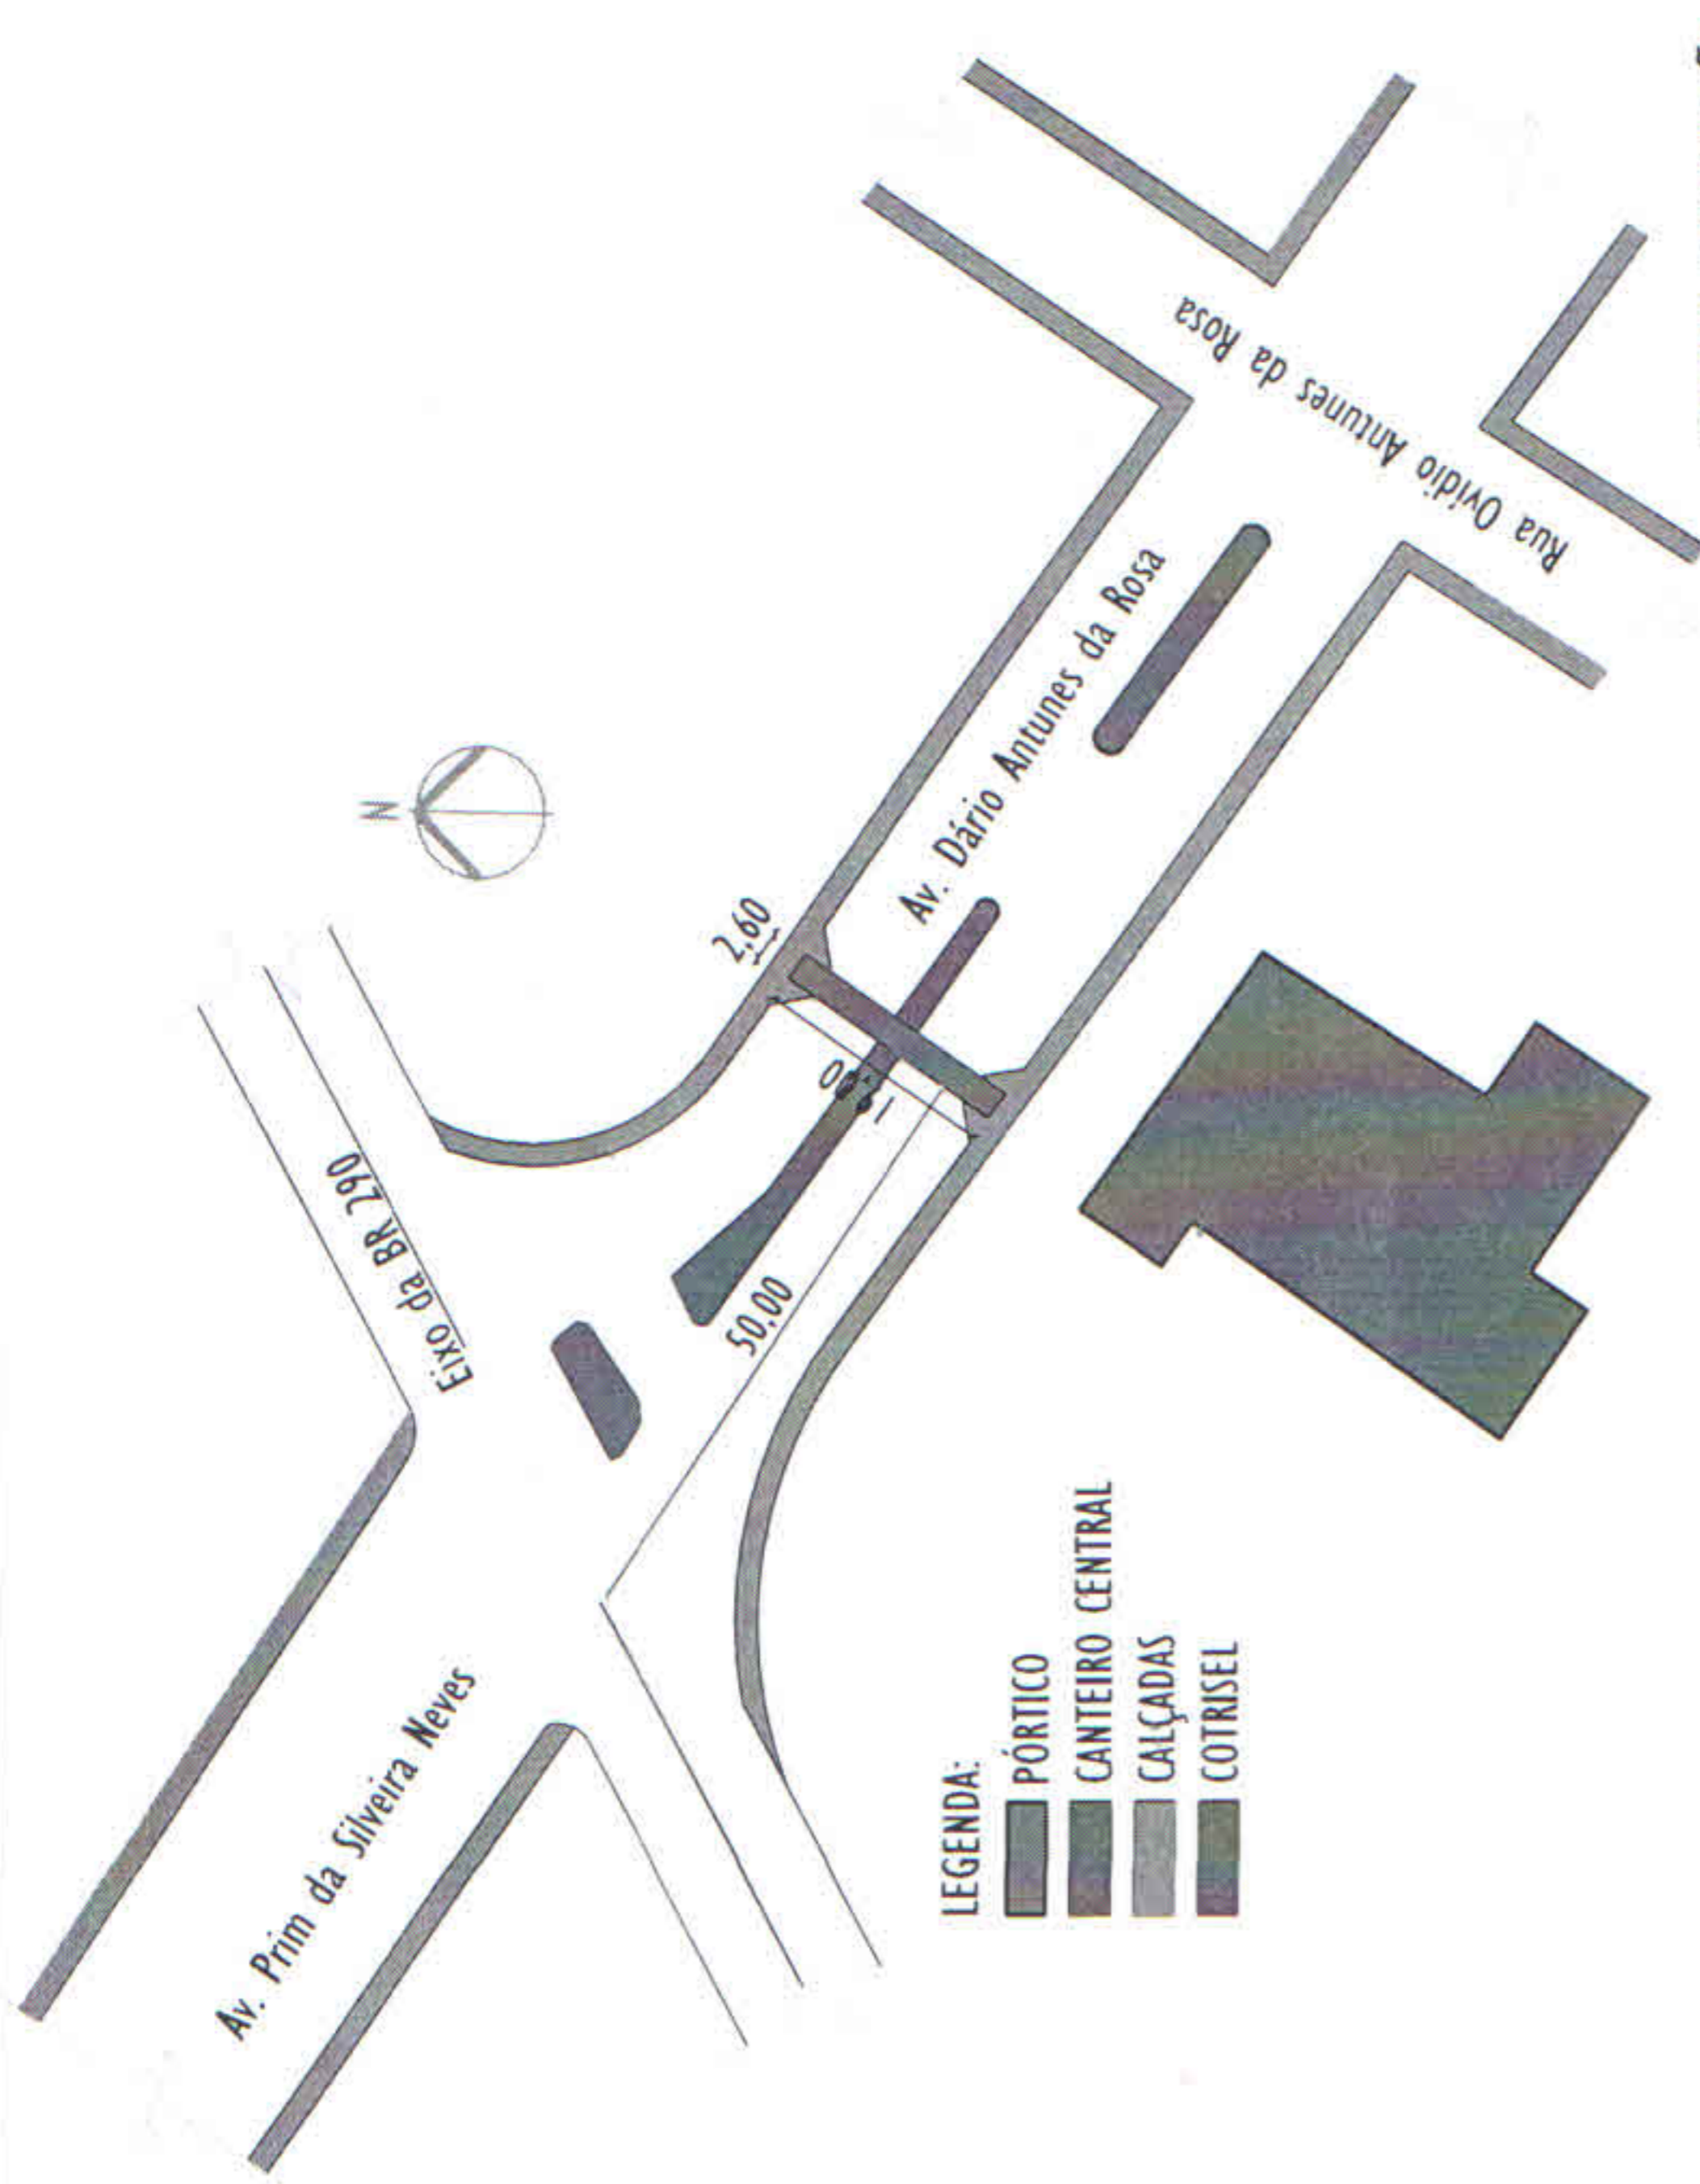 Av. Prim da Silveira Neves
Eixo da BR 290
N
2,60
50,00
Av. Dário Antunes da Rosa
Rua Ovídio Antunes da Rosa
LEGENDA:
PÓRTICO
CANTEIRO CENTRAL
CALÇADAS
COTRISEL